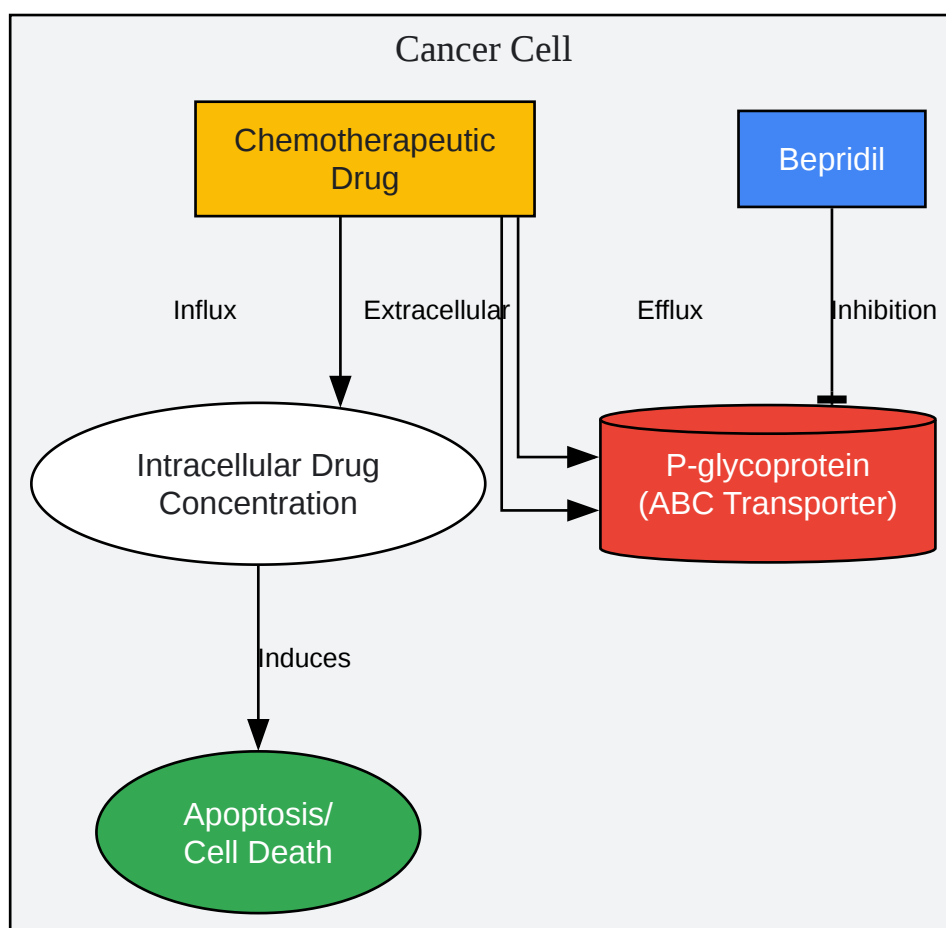 Cancer Cell
Chemotherapeutic
Drug
Bepridil
Influx
Extracellular
Efflux
Inhibition
Intracellular Drug
Concentration
P-glycoprotein
(ABC Transporter)
Induces
Apoptosis/
Cell Death